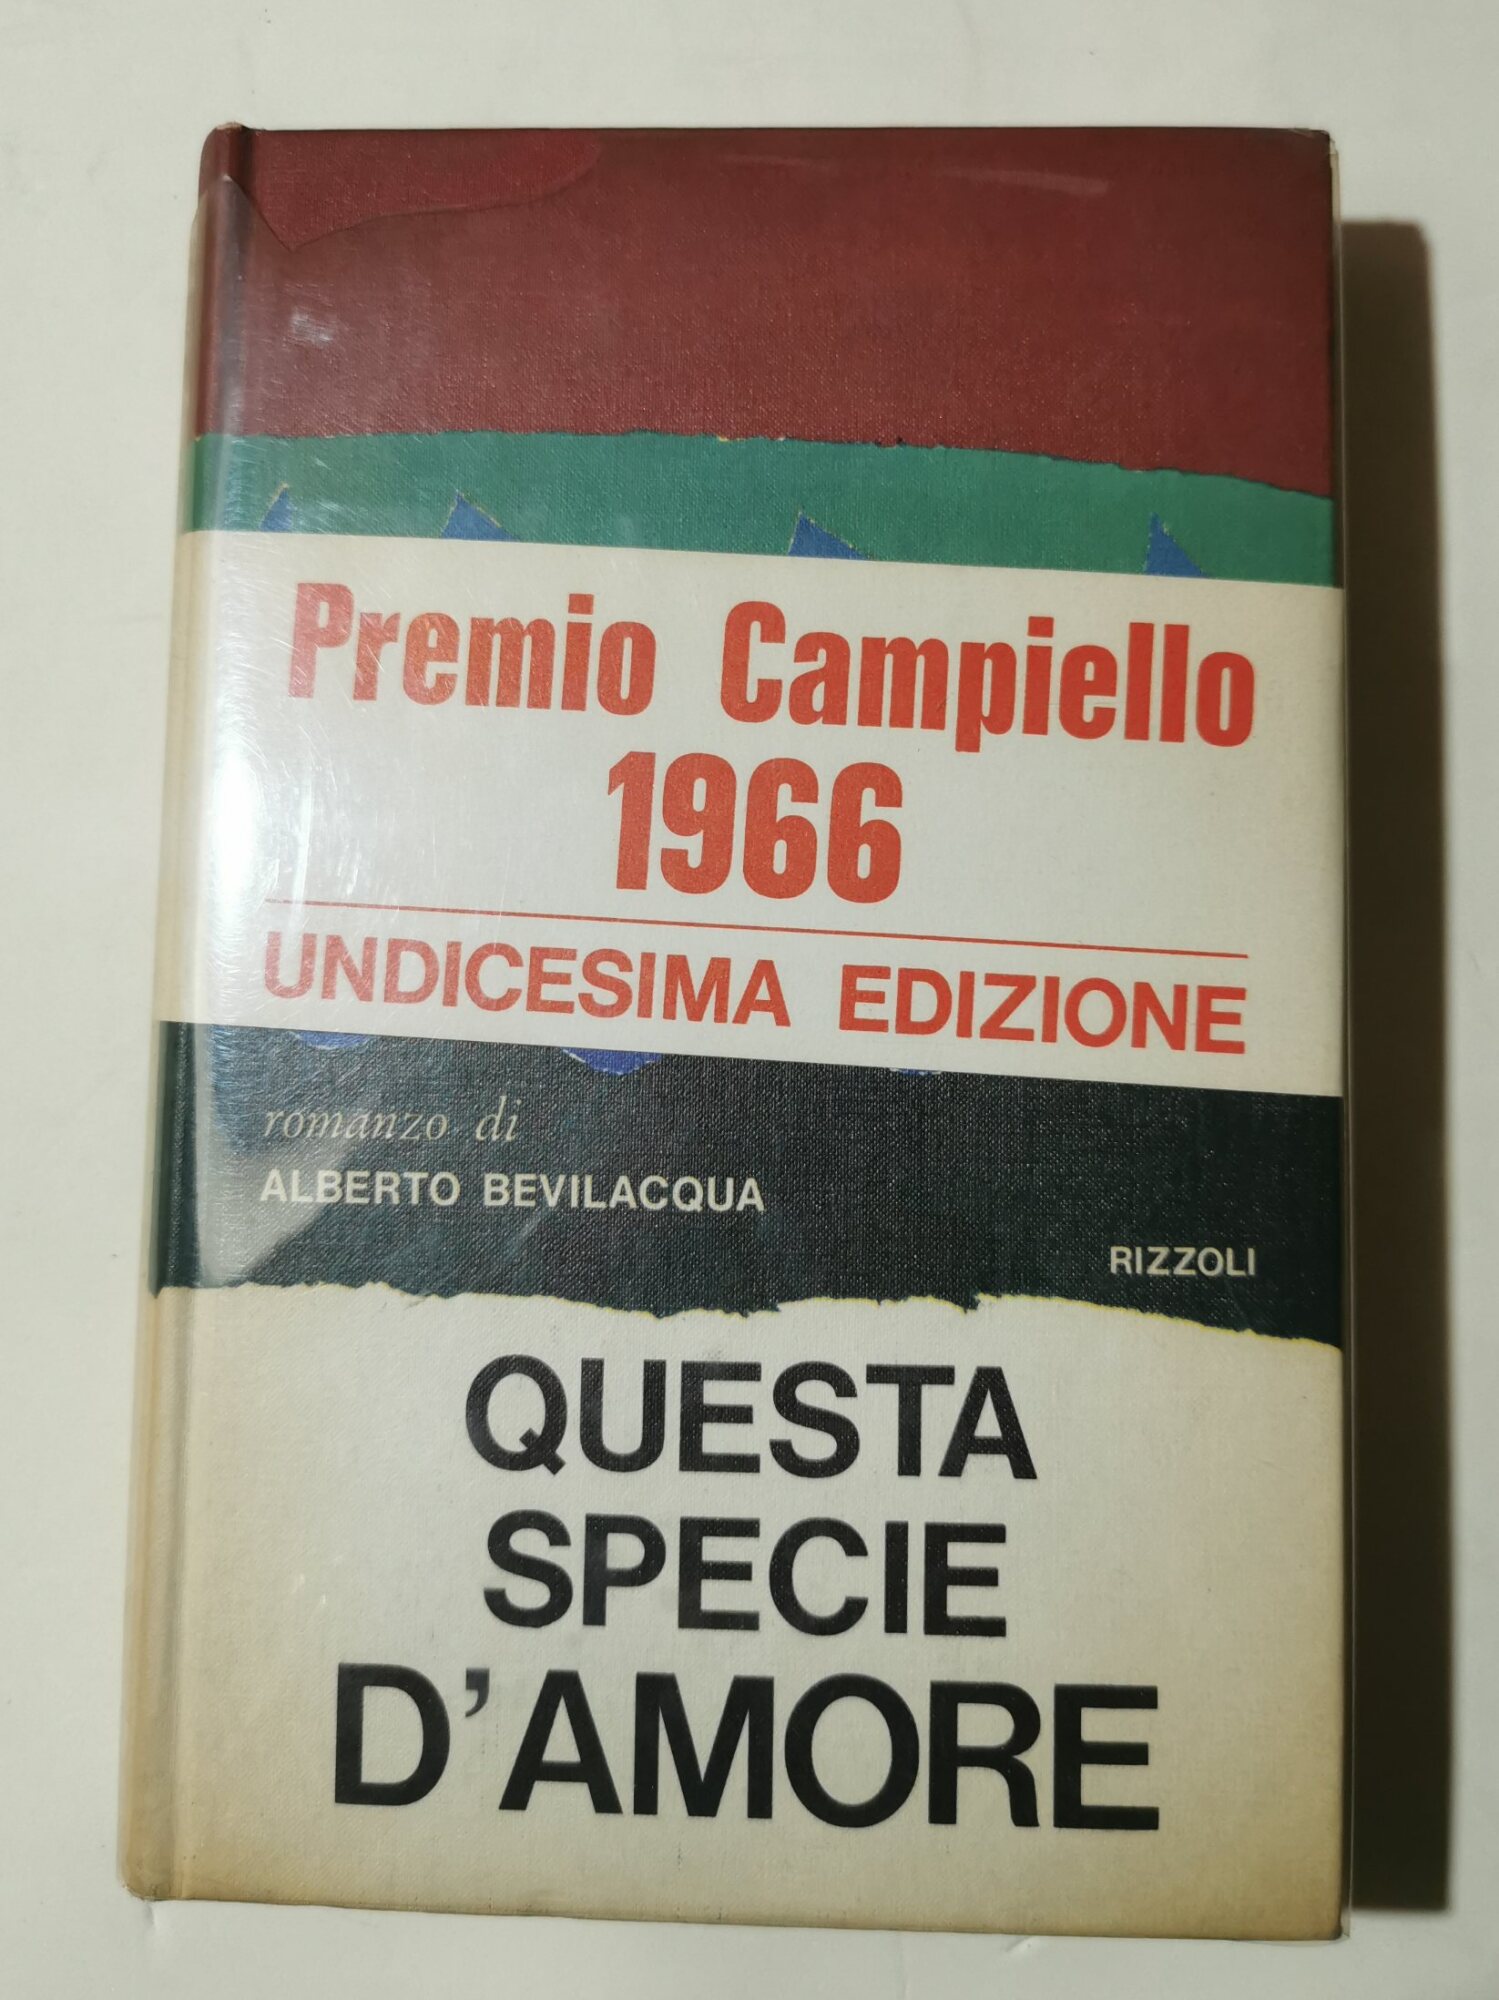 Premio Campiello
1966
UNDICESIMA EDIZIONE
romanzo di
ALBERTO BEVILACQUA
RIZZOLI
QUESTA
SPECIE
D'AMORE